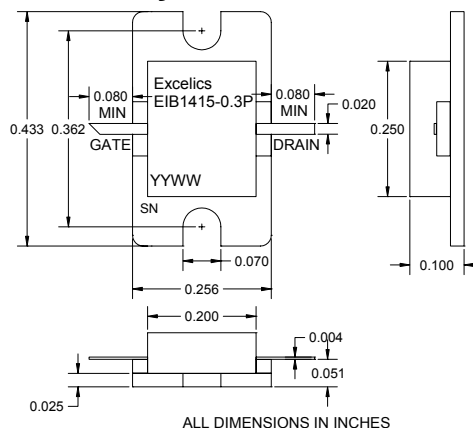 Excelics
EIB1415-0.3P
0.080
MIN
0.080
MIN
0.020
0.433
0.362
0.250
GATE
DRAIN
YYWW
SN
0.070
0.100
0.256
0.200
0.004
0.051
0.025
ALL DIMENSIONS IN INCHES